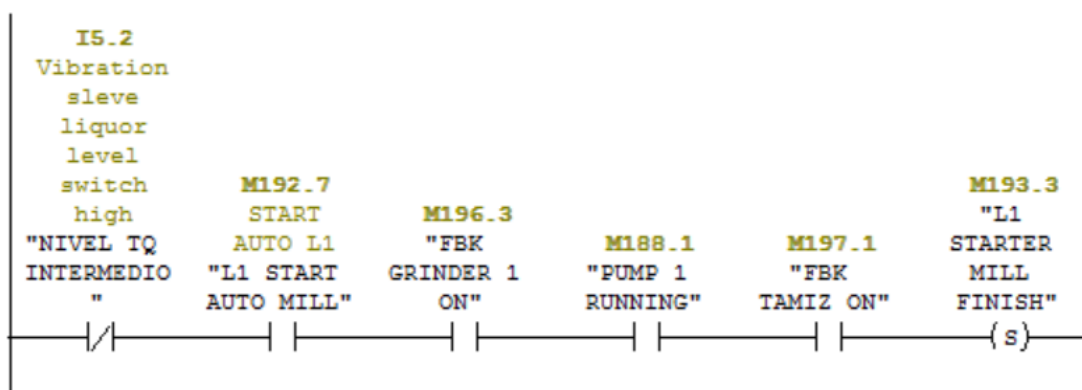 I5.2
Vibration
sleve
liquor
level
switch
high
"NIVEL TQ
INTERMEDIO
"
M192.7
START
AUTO L1
"L1 START
AUTO MILL"
M196.3
"FBK
GRINDER 1
ON"
M188.1
"PUMP 1
RUNNING"
M197.1
"FBK
TAMIZ ON"
M193.3
"L1
STARTER
MILL
FINISH"
S